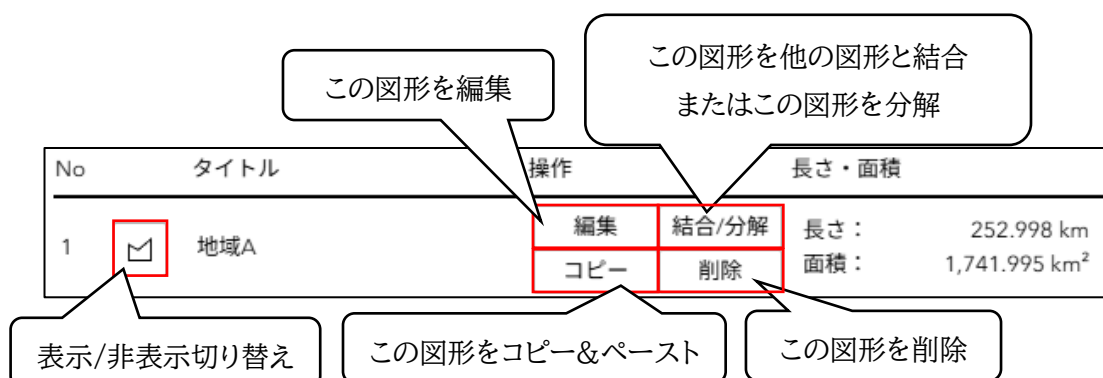 この図形を他の図形と結合
またはこの図形を分解
この図形を編集
No タイトル 操作 長さ・面積
1 地域A 編集 結合/分解 長さ： 252.998 km
コピー 削除 面積： 1,741.995 km²
表示/非表示切り替え この図形をコピー&ペースト この図形を削除